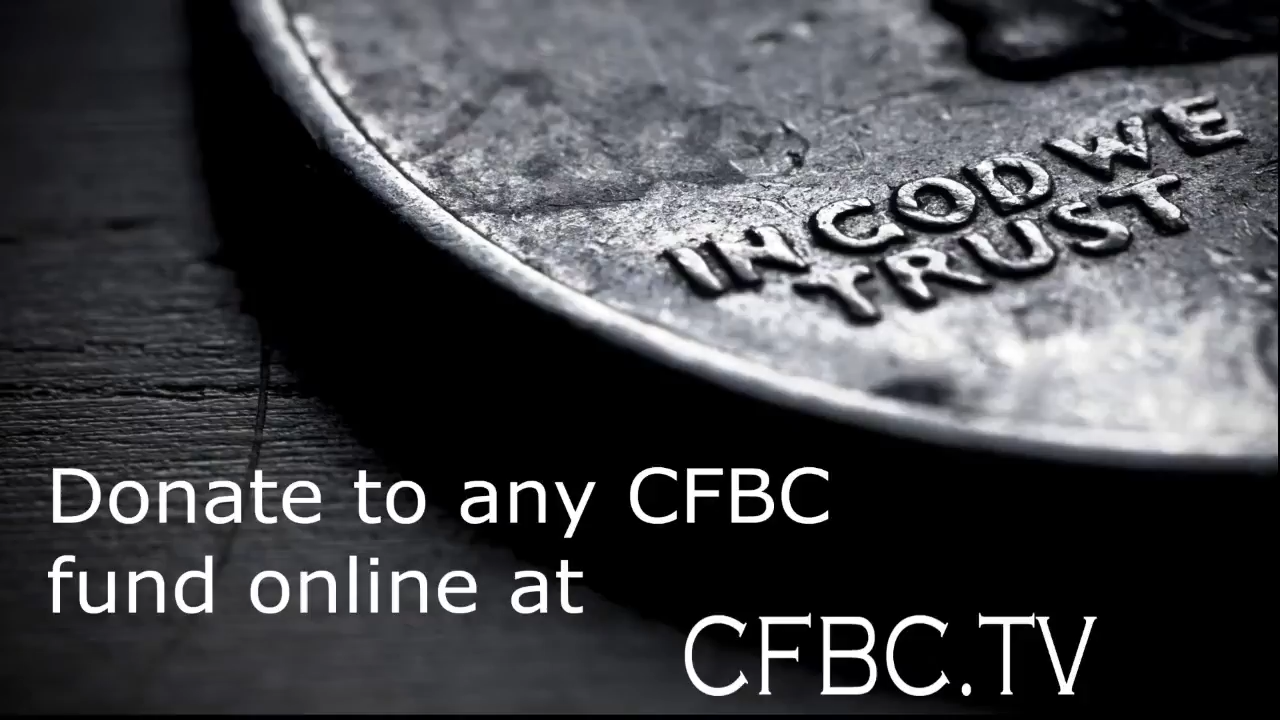 IN GOD WE
TRUST
Donate to any CFBC
fund online at
CFBC.TV